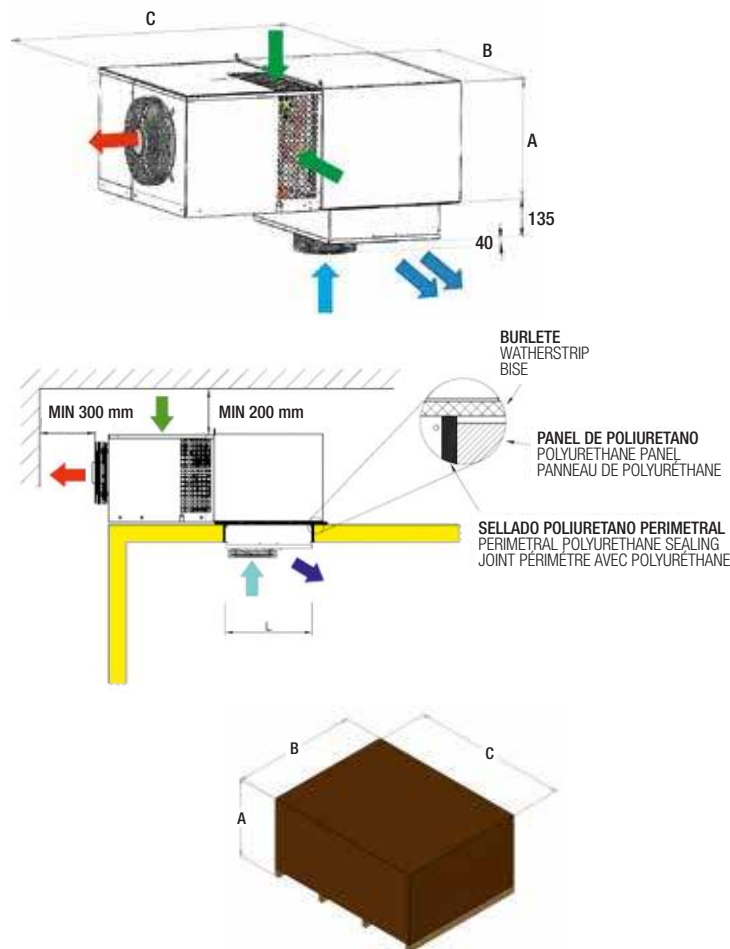 C
B
A
135
40
BURLETE
WATHERSTRIP
BISE
MIN 300 mm
MIN 200 mm
PANEL DE POLIURETANO
POLYURETHANE PANEL
PANNEAU DE POLYURÉTHANE
SELLADO POLIURETANO PERIMETRAL
PERIMETRAL POLYURETHANE SEALING
JOINT PÉRIMÉTRE AVEC POLYURÉTHANE
L
B
C
A